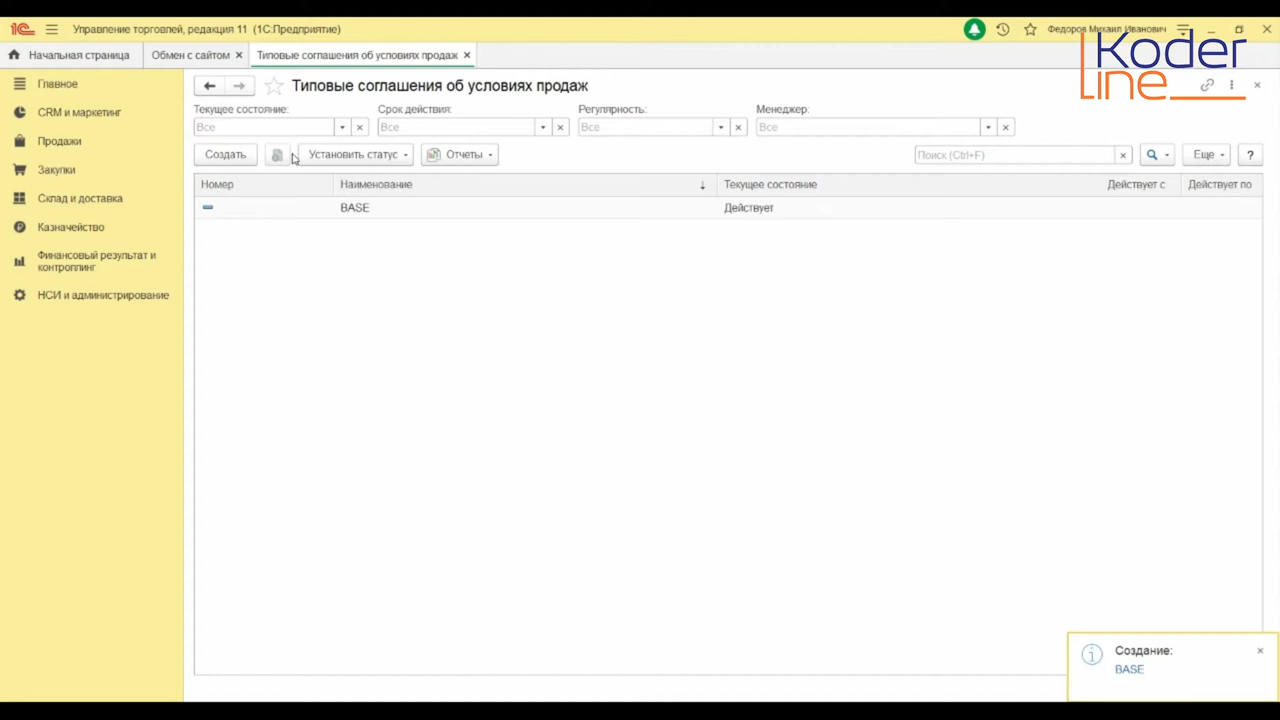 1С Управление торговлей, редакция 11 (1С:Предприятие) Федоров Михаил Иванович
Koder line
Начальная страница Обмен с сайтом × Типовые соглашения об условиях продаж ×
Главное
CRM и маркетинг
Продажи
Закупки
Склад и доставка
Казначейство
Финансовый результат и
контроллинг
НСИ и администрирование
Типовые соглашения об условиях продаж
Текущее состояние: Срок действия: Регулярность: Менеджер:
Все Все Все Все
Создать Установить статус Отчеты Поиск (Ctrl+F) Еще ?
Номер Наименование ↓ Текущее состояние Действует с Действует по
BASE Действует
Создание:
BASE